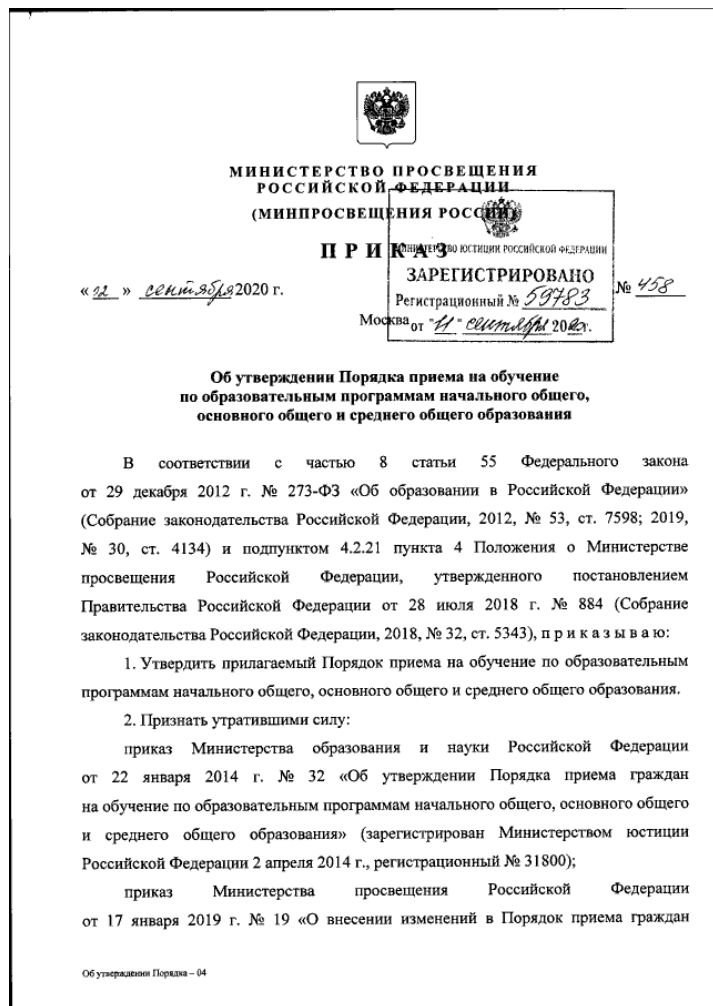 МИНИСТЕРСТВО ПРОСВЕЩЕНИЯ
РОССИЙСКОЙ ФЕДЕРАЦИИ
(МИНПРОСВЕЩЕНИЯ РОССИИ)
МИНИСТЕРСТВО ЮСТИЦИИ РОССИЙСКОЙ ФЕДЕРАЦИИ
П Р И К А З
ЗАРЕГИСТРИРОВАНО
« » сентября 2020 г.
Регистрационный № 59783
№ 458
Москва
от "11" сентября 2020г.
Об утверждении Порядка приема на обучение
по образовательным программам начального общего,
основного общего и среднего общего образования
В соответствии с частью 8 статьи 55 Федерального закона
от 29 декабря 2012 г. № 273-ФЗ «Об образовании в Российской Федерации»
(Собрание законодательства Российской Федерации, 2012, № 53, ст. 7598; 2019,
№ 30, ст. 4134) и подпунктом 4.2.21 пункта 4 Положения о Министерстве
просвещения Российской Федерации, утвержденного постановлением
Правительства Российской Федерации от 28 июля 2018 г. № 884 (Собрание
законодательства Российской Федерации, 2018, № 32, ст. 5343), п р и к а з ы в а ю:
1. Утвердить прилагаемый Порядок приема на обучение по образовательным
программам начального общего, основного общего и среднего общего образования.
2. Признать утратившими силу:
приказ Министерства образования и науки Российской Федерации
от 22 января 2014 г. № 32 «Об утверждении Порядка приема граждан
на обучение по образовательным программам начального общего, основного общего
и среднего общего образования» (зарегистрирован Министерством юстиции
Российской Федерации 2 апреля 2014 г., регистрационный № 31800);
приказ Министерства просвещения Российской Федерации
от 17 января 2019 г. № 19 «О внесении изменений в Порядок приема граждан
Об утверждении Порядка – 04